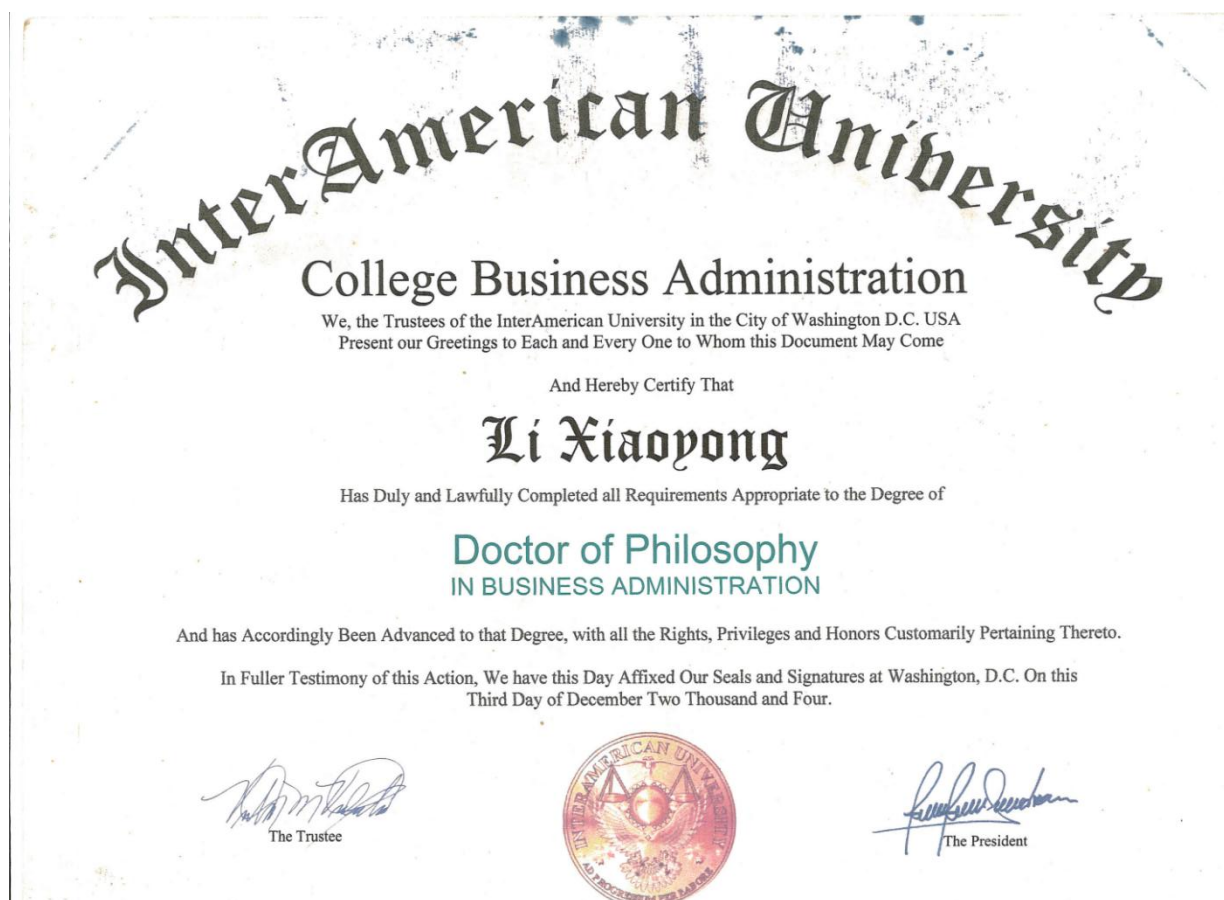 InterAmerican University
College Business Administration
We, the Trustees of the InterAmerican University in the City of Washington D.C. USA
Present our Greetings to Each and Every One to Whom this Document May Come
And Hereby Certify That
Li Xiaoyong
Has Duly and Lawfully Completed all Requirements Appropriate to the Degree of
Doctor of Philosophy
IN BUSINESS ADMINISTRATION
And has Accordingly Been Advanced to that Degree, with all the Rights, Privileges and Honors Customarily Pertaining Thereto.
In Fuller Testimony of this Action, We have this Day Affixed Our Seals and Signatures at Washington, D.C. On this
Third Day of December Two Thousand and Four.
INTERAMERICAN UNIVERSITY
The Trustee
The President